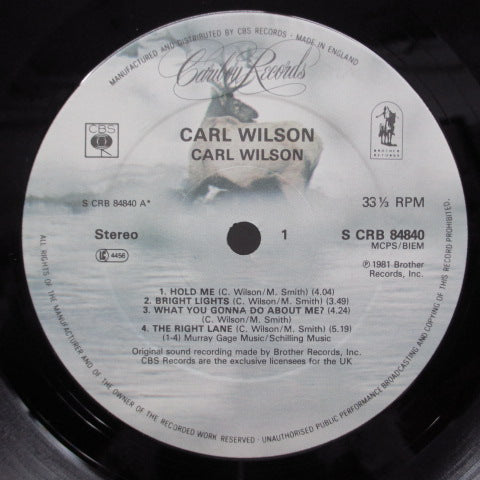 MANUFACTURED AND DISTRIBUTED BY CBS RECORDS · MADE IN ENGLAND
Caribou Records
CBS
BROTHER RECORDS
CARL WILSON
CARL WILSON
S CRB 84840 A*
33⅓ RPM
Stereo
1
S CRB 84840
MCPS/BIEM
LC 4456
℗ 1981 Brother
Records, Inc.
1. HOLD ME (C. Wilson/M. Smith) (4.04)
2. BRIGHT LIGHTS (C. Wilson/M. Smith) (3.49)
3. WHAT YOU GONNA DO ABOUT ME? (4.24)
(C. Wilson/M. Smith)
4. THE RIGHT LANE (C. Wilson/M. Smith) (5.19)
(1-4) Murray Gage Music/Schilling Music
Original sound recording made by Brother Records, Inc.
CBS Records are the exclusive licensees for the UK
ALL RIGHTS OF THE MANUFACTURER AND OF THE OWNER OF THE RECORDED WORK RESERVED · UNAUTHORISED PUBLIC PERFORMANCE BROADCASTING AND COPYING OF THIS RECORD PROHIBITED.